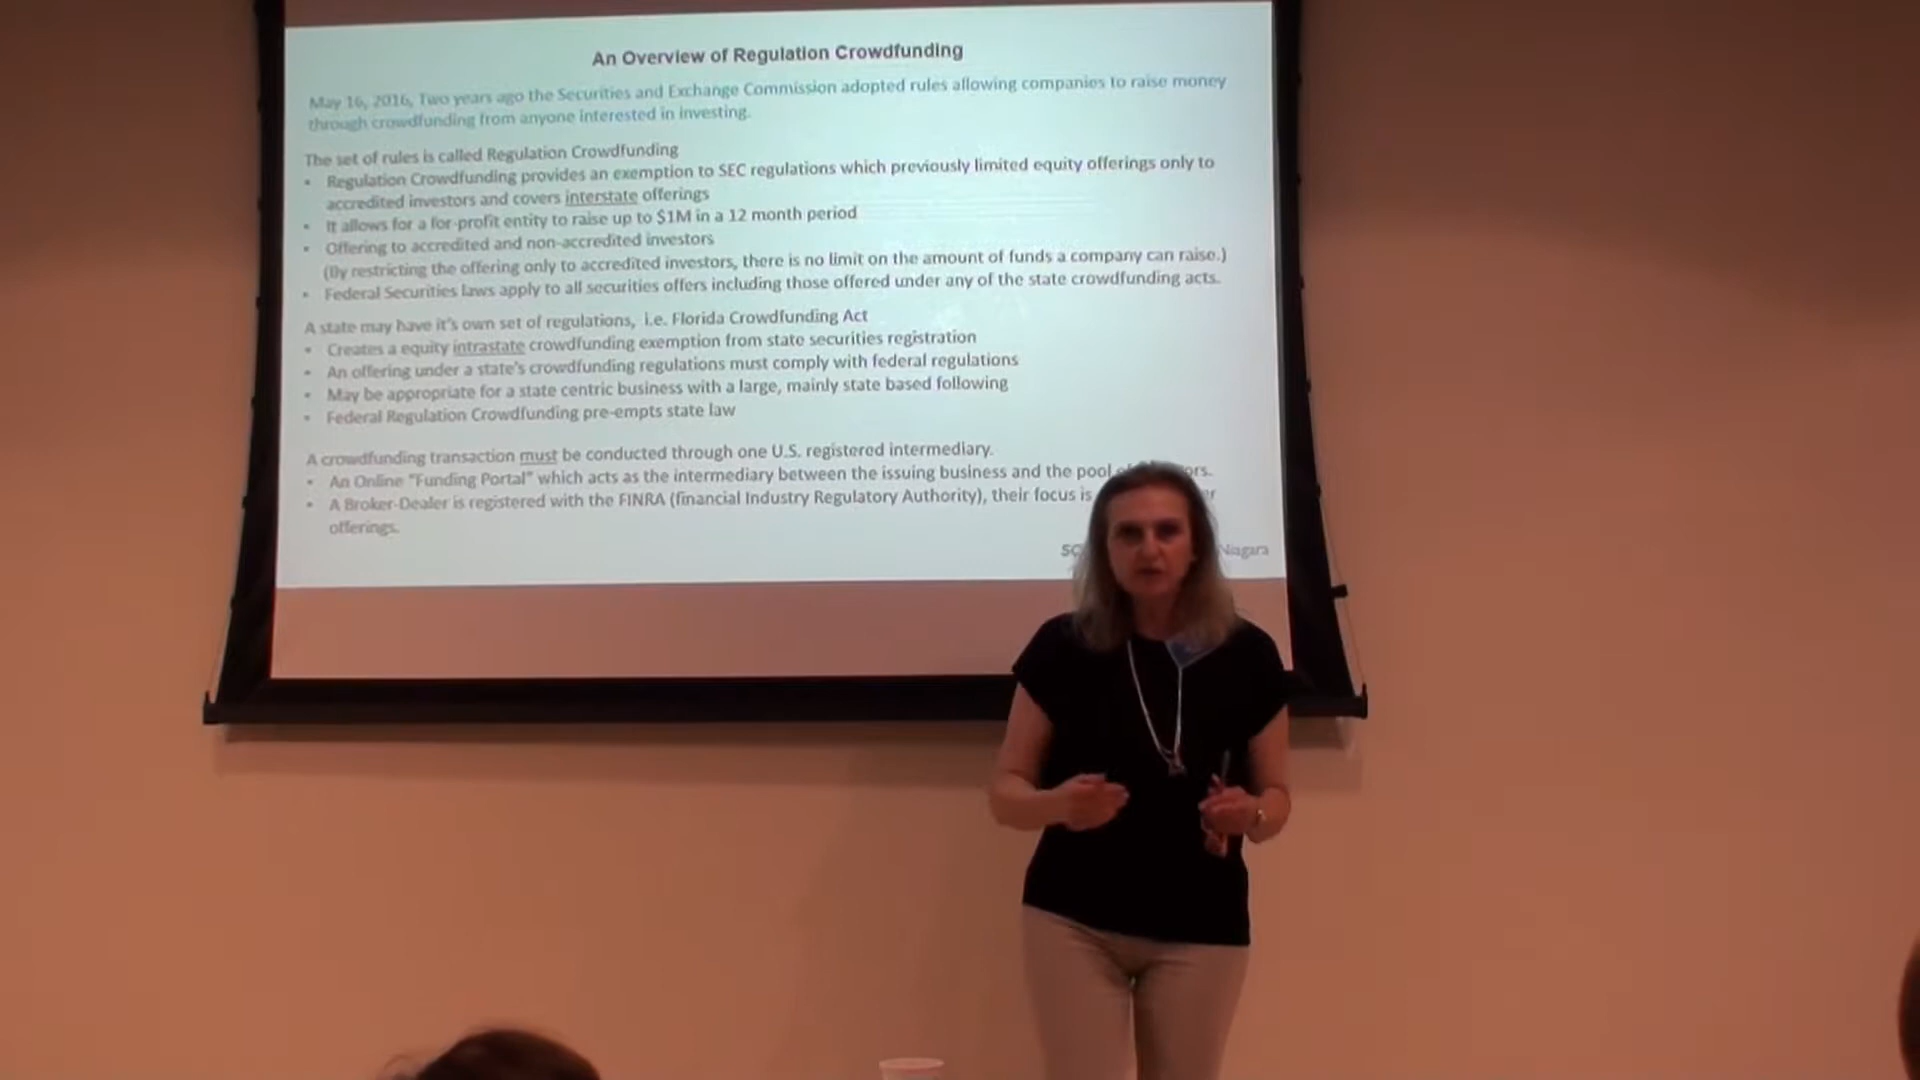 An Overview of Regulation Crowdfunding
May 16, 2016, Two years ago the Securities and Exchange Commission adopted rules allowing companies to raise money
through crowdfunding from anyone interested in investing.
The set of rules is called Regulation Crowdfunding
• Regulation Crowdfunding provides an exemption to SEC regulations which previously limited equity offerings only to
accredited investors and covers interstate offerings
• It allows for a for-profit entity to raise up to $1M in a 12 month period
• Offering to accredited and non-accredited investors
(By restricting the offering only to accredited investors, there is no limit on the amount of funds a company can raise.)
• Federal Securities laws apply to all securities offers including those offered under any of the state crowdfunding acts.
A state may have it's own set of regulations, i.e. Florida Crowdfunding Act
• Creates a equity intrastate crowdfunding exemption from state securities registration
• An offering under a state's crowdfunding regulations must comply with federal regulations
• May be appropriate for a state centric business with a large, mainly state based following
• Federal Regulation Crowdfunding pre-empts state law
A crowdfunding transaction must be conducted through one U.S. registered intermediary.
• An Online "Funding Portal" which acts as the intermediary between the issuing business and the pool
• A Broker-Dealer is registered with the FINRA (financial Industry Regulatory Authority), their focus is
offerings.
Niagara